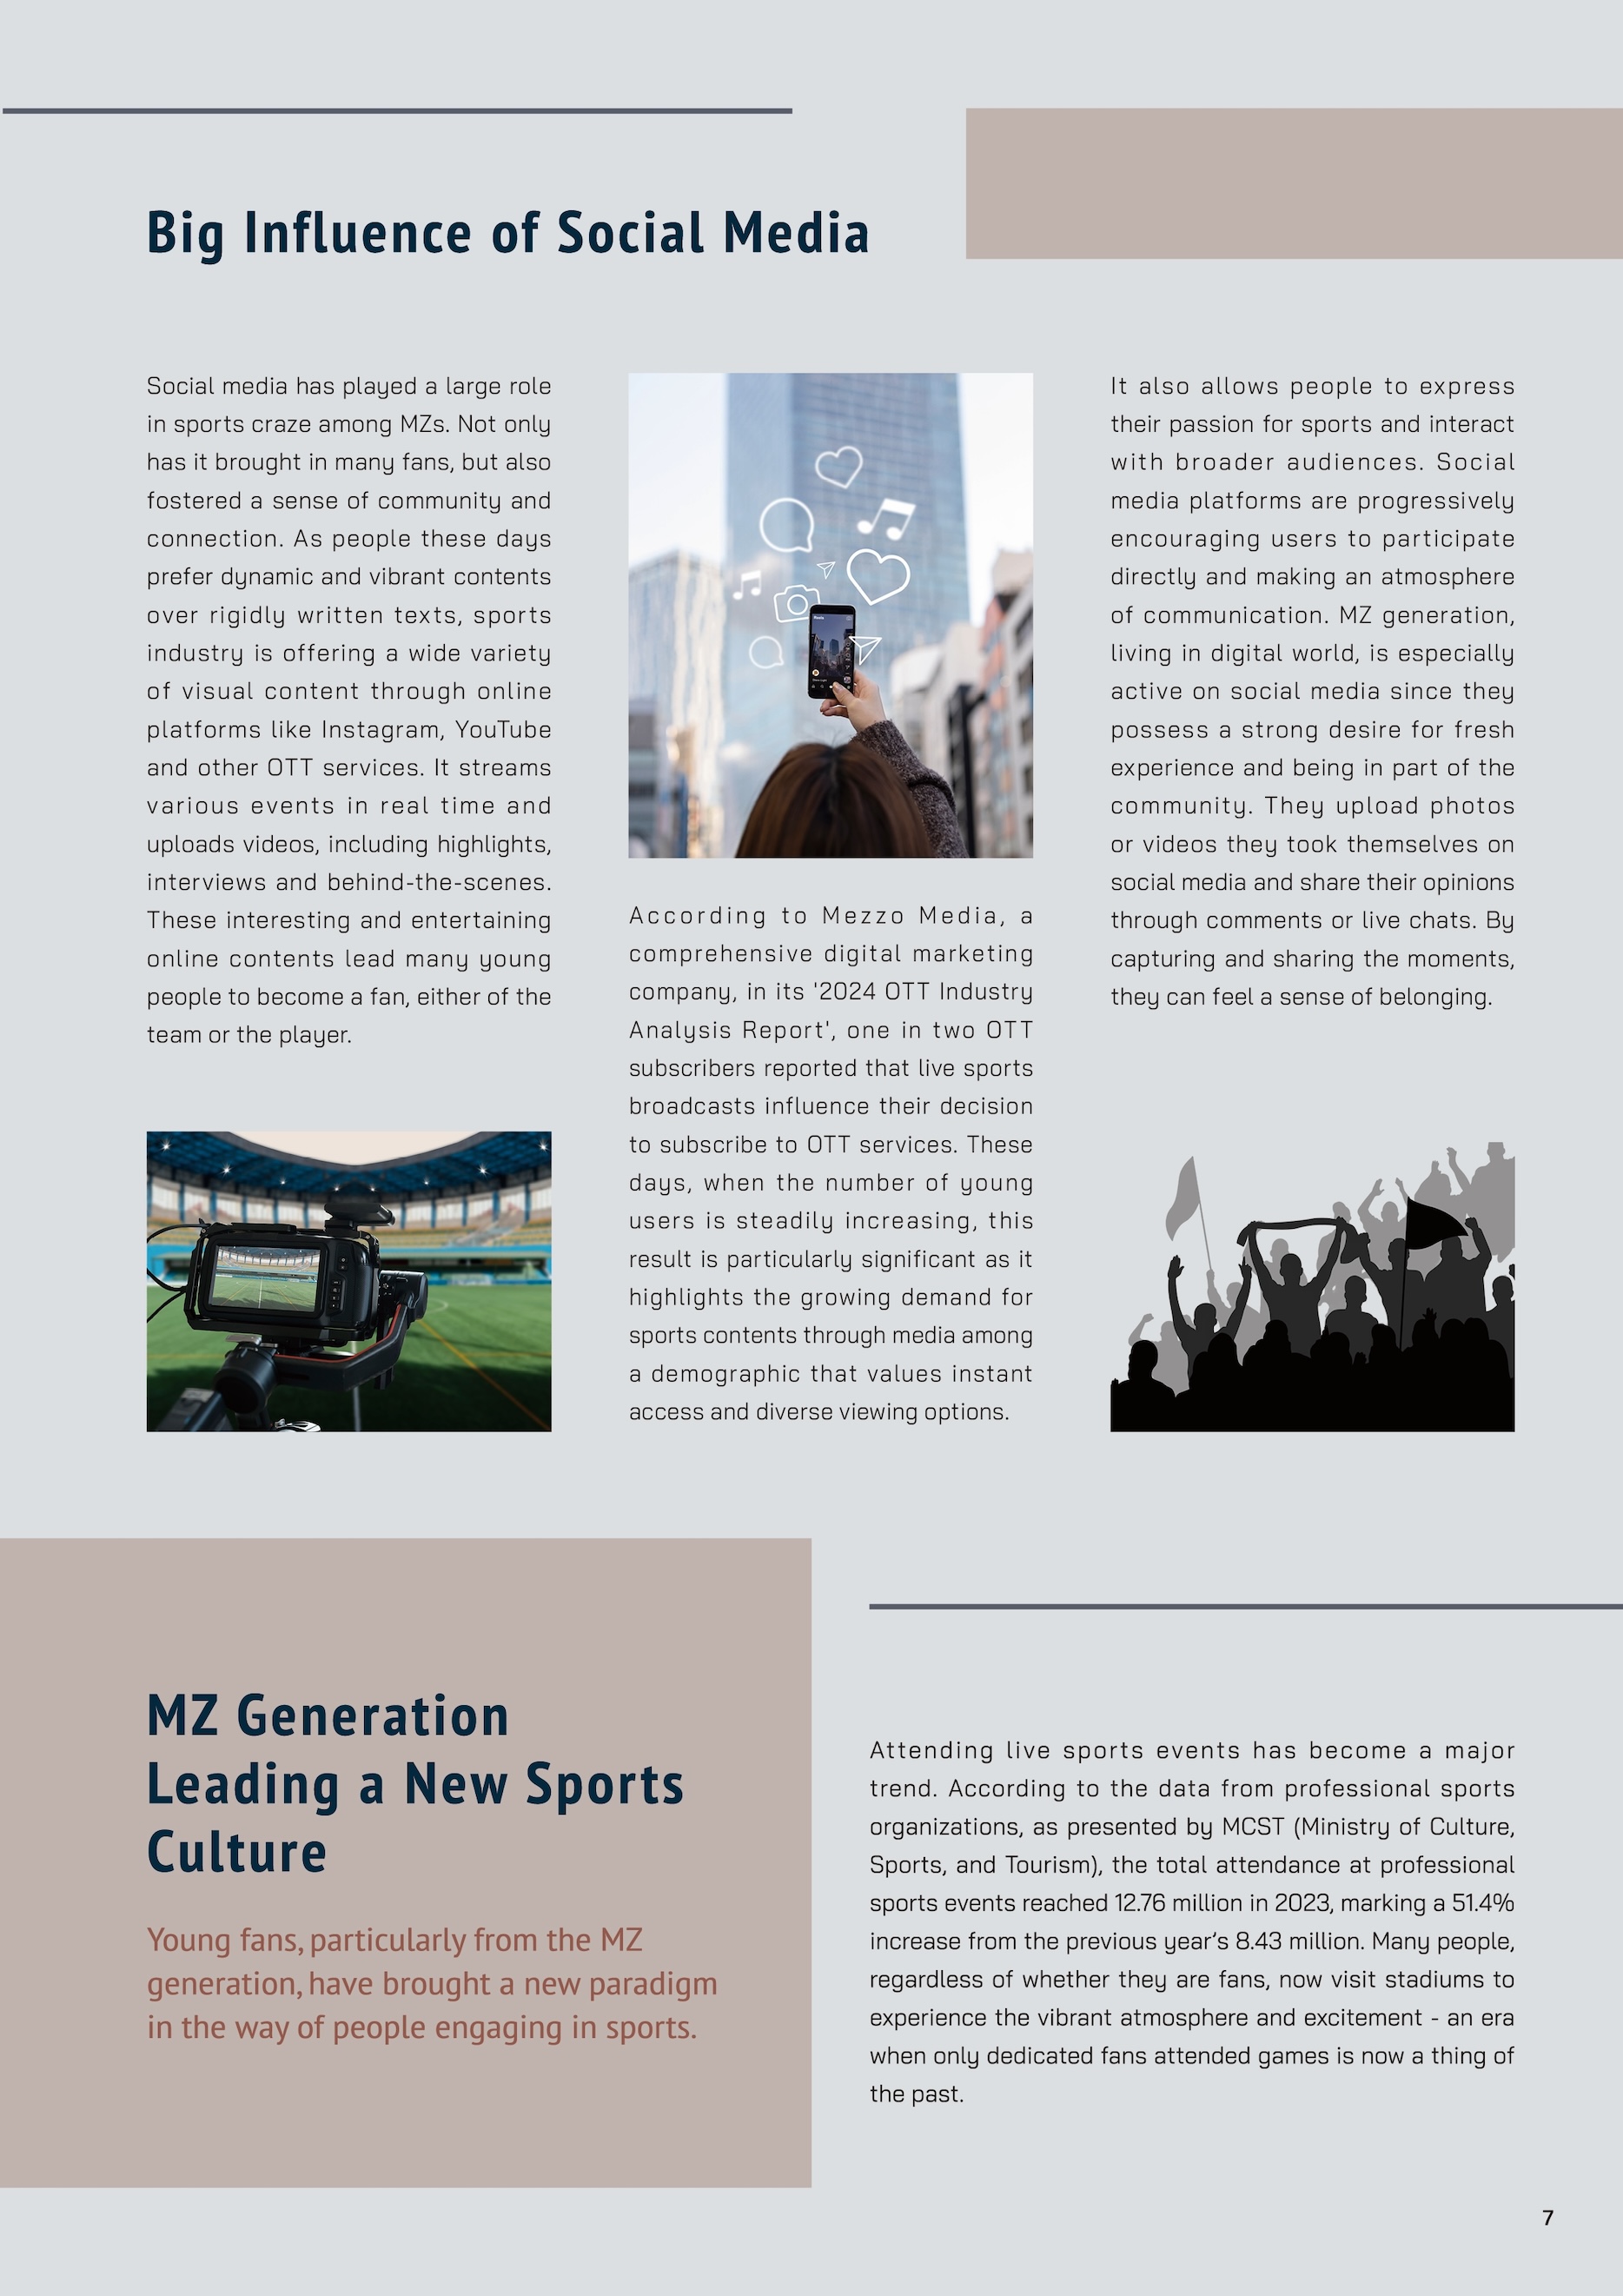 Big Influence of Social Media
Social media has played a large role
in sports craze among MZs. Not only
has it brought in many fans, but also
fostered a sense of community and
connection. As people these days
prefer dynamic and vibrant contents
over rigidly written texts, sports
industry is offering a wide variety
of visual content through online
platforms like Instagram, YouTube
and other OTT services. It streams
various events in real time and
uploads videos, including highlights,
interviews and behind-the-scenes.
These interesting and entertaining
online contents lead many young
people to become a fan, either of the
team or the player.
According to Mezzo Media, a
comprehensive digital marketing
company, in its '2024 OTT Industry
Analysis Report', one in two OTT
subscribers reported that live sports
broadcasts influence their decision
to subscribe to OTT services. These
days, when the number of young
users is steadily increasing, this
result is particularly significant as it
highlights the growing demand for
sports contents through media among
a demographic that values instant
access and diverse viewing options.
It also allows people to express
their passion for sports and interact
with broader audiences. Social
media platforms are progressively
encouraging users to participate
directly and making an atmosphere
of communication. MZ generation,
living in digital world, is especially
active on social media since they
possess a strong desire for fresh
experience and being in part of the
community. They upload photos
or videos they took themselves on
social media and share their opinions
through comments or live chats. By
capturing and sharing the moments,
they can feel a sense of belonging.
MZ Generation
Leading a New Sports
Culture
Young fans, particularly from the MZ
generation, have brought a new paradigm
in the way of people engaging in sports.
Attending live sports events has become a major
trend. According to the data from professional sports
organizations, as presented by MCST (Ministry of Culture,
Sports, and Tourism), the total attendance at professional
sports events reached 12.76 million in 2023, marking a 51.4%
increase from the previous year's 8.43 million. Many people,
regardless of whether they are fans, now visit stadiums to
experience the vibrant atmosphere and excitement - an era
when only dedicated fans attended games is now a thing of
the past.
7